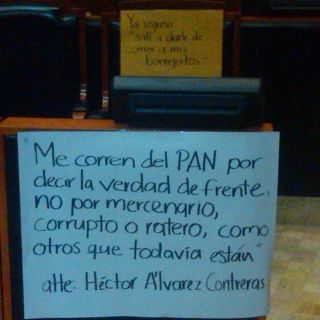 Ya regreso
"salí a darle de
comer a mis
borreguitos"
"Me corren del PAN por
decir la verdad de frente,
no por mercenario,
corrupto o ratero, como
otros que todavía están"
atte: Héctor Álvarez Contreras